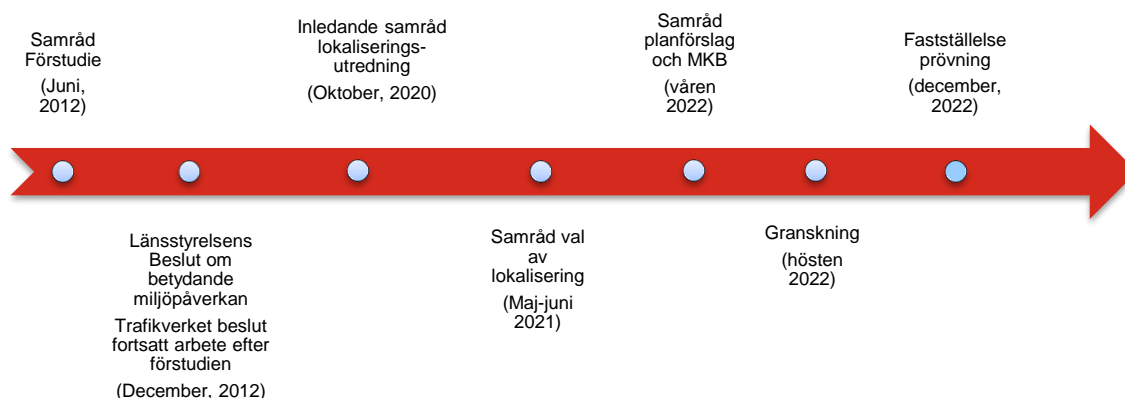 Samråd
Förstudie
(Juni,
2012)
Länsstyrelsens
Beslut om
betydande
miljöpåverkan
Trafikverket beslut
fortsatt arbete efter
förstudien
(December, 2012)
Inledande samråd
lokaliserings-
utredning
(Oktober, 2020)
Samråd val
av
lokalisering
(Maj-juni
2021)
Samråd
planförslag
och MKB
(våren
2022)
Granskning
(hösten
2022)
Fastställelse
prövning
(december,
2022)